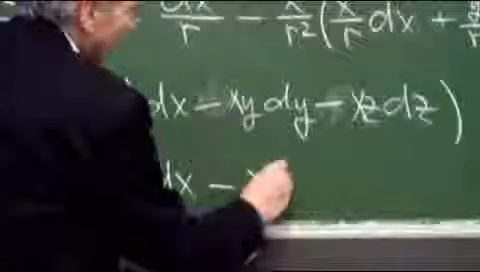 dx/r - x/r² ( x/r dx +
dx - xy dy - xz dz )
dx -